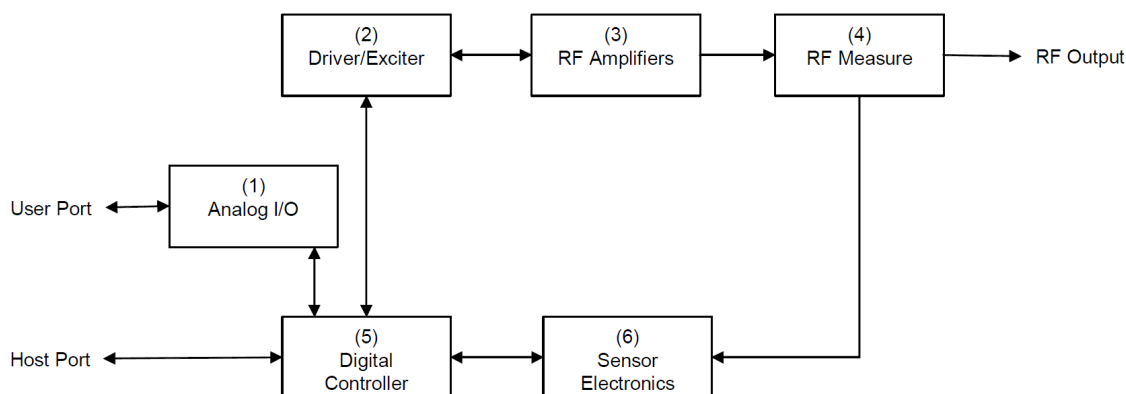 (2)
Driver/Exciter
(3)
RF Amplifiers
(4)
RF Measure
RF Output
(1)
Analog I/O
User Port
(5)
Digital
Controller
(6)
Sensor
Electronics
Host Port